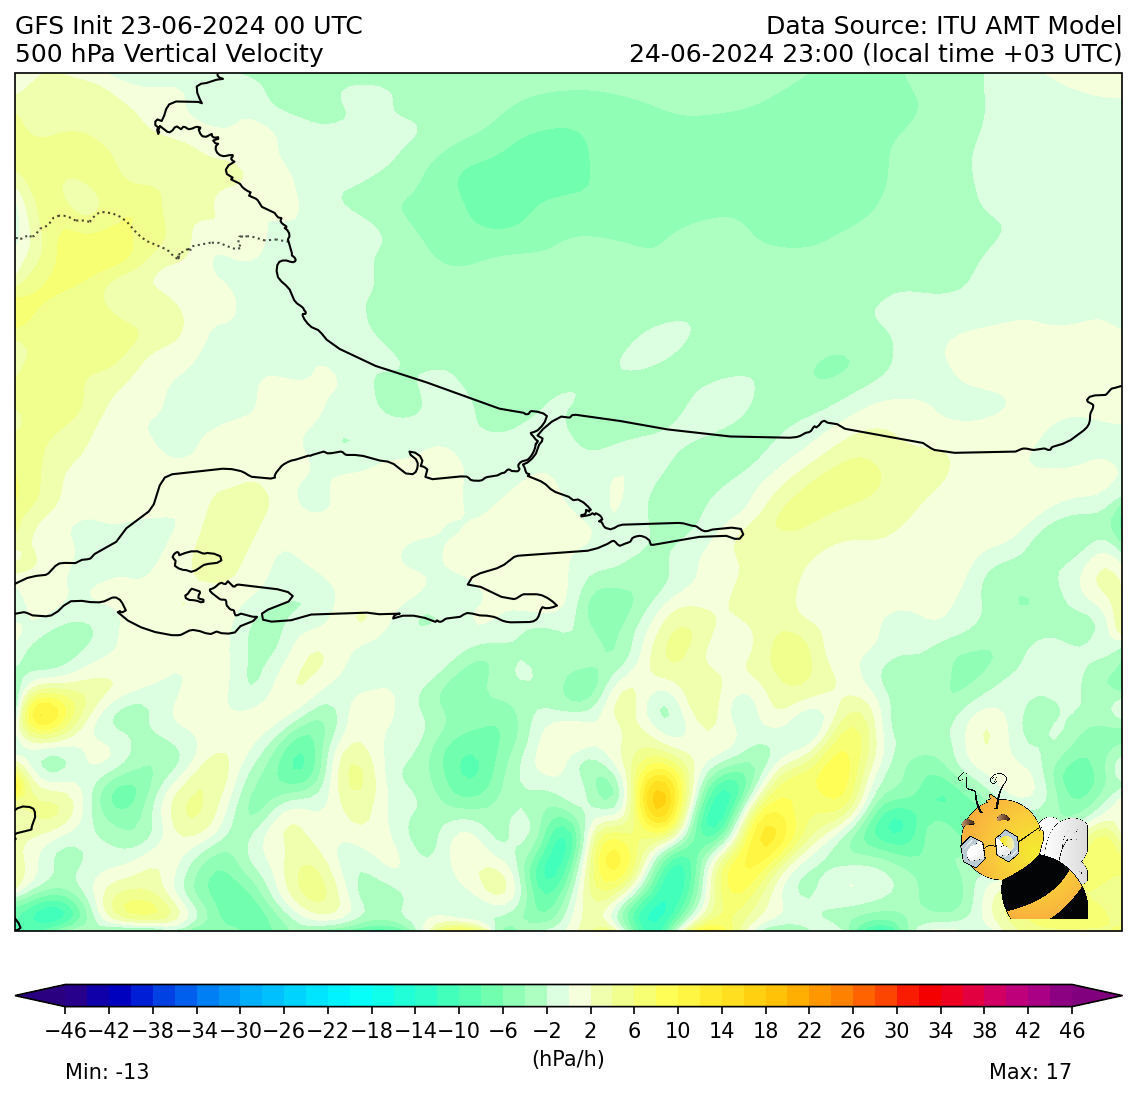 GFS Init 23-06-2024 00 UTC
Data Source: ITU AMT Model
500 hPa Vertical Velocity
24-06-2024 23:00 (local time +03 UTC)
−46 −42 −38 −34 −30 −26 −22 −18 −14 −10 −6 −2 2 6 10 14 18 22 26 30 34 38 42 46
(hPa/h)
Min: -13
Max: 17